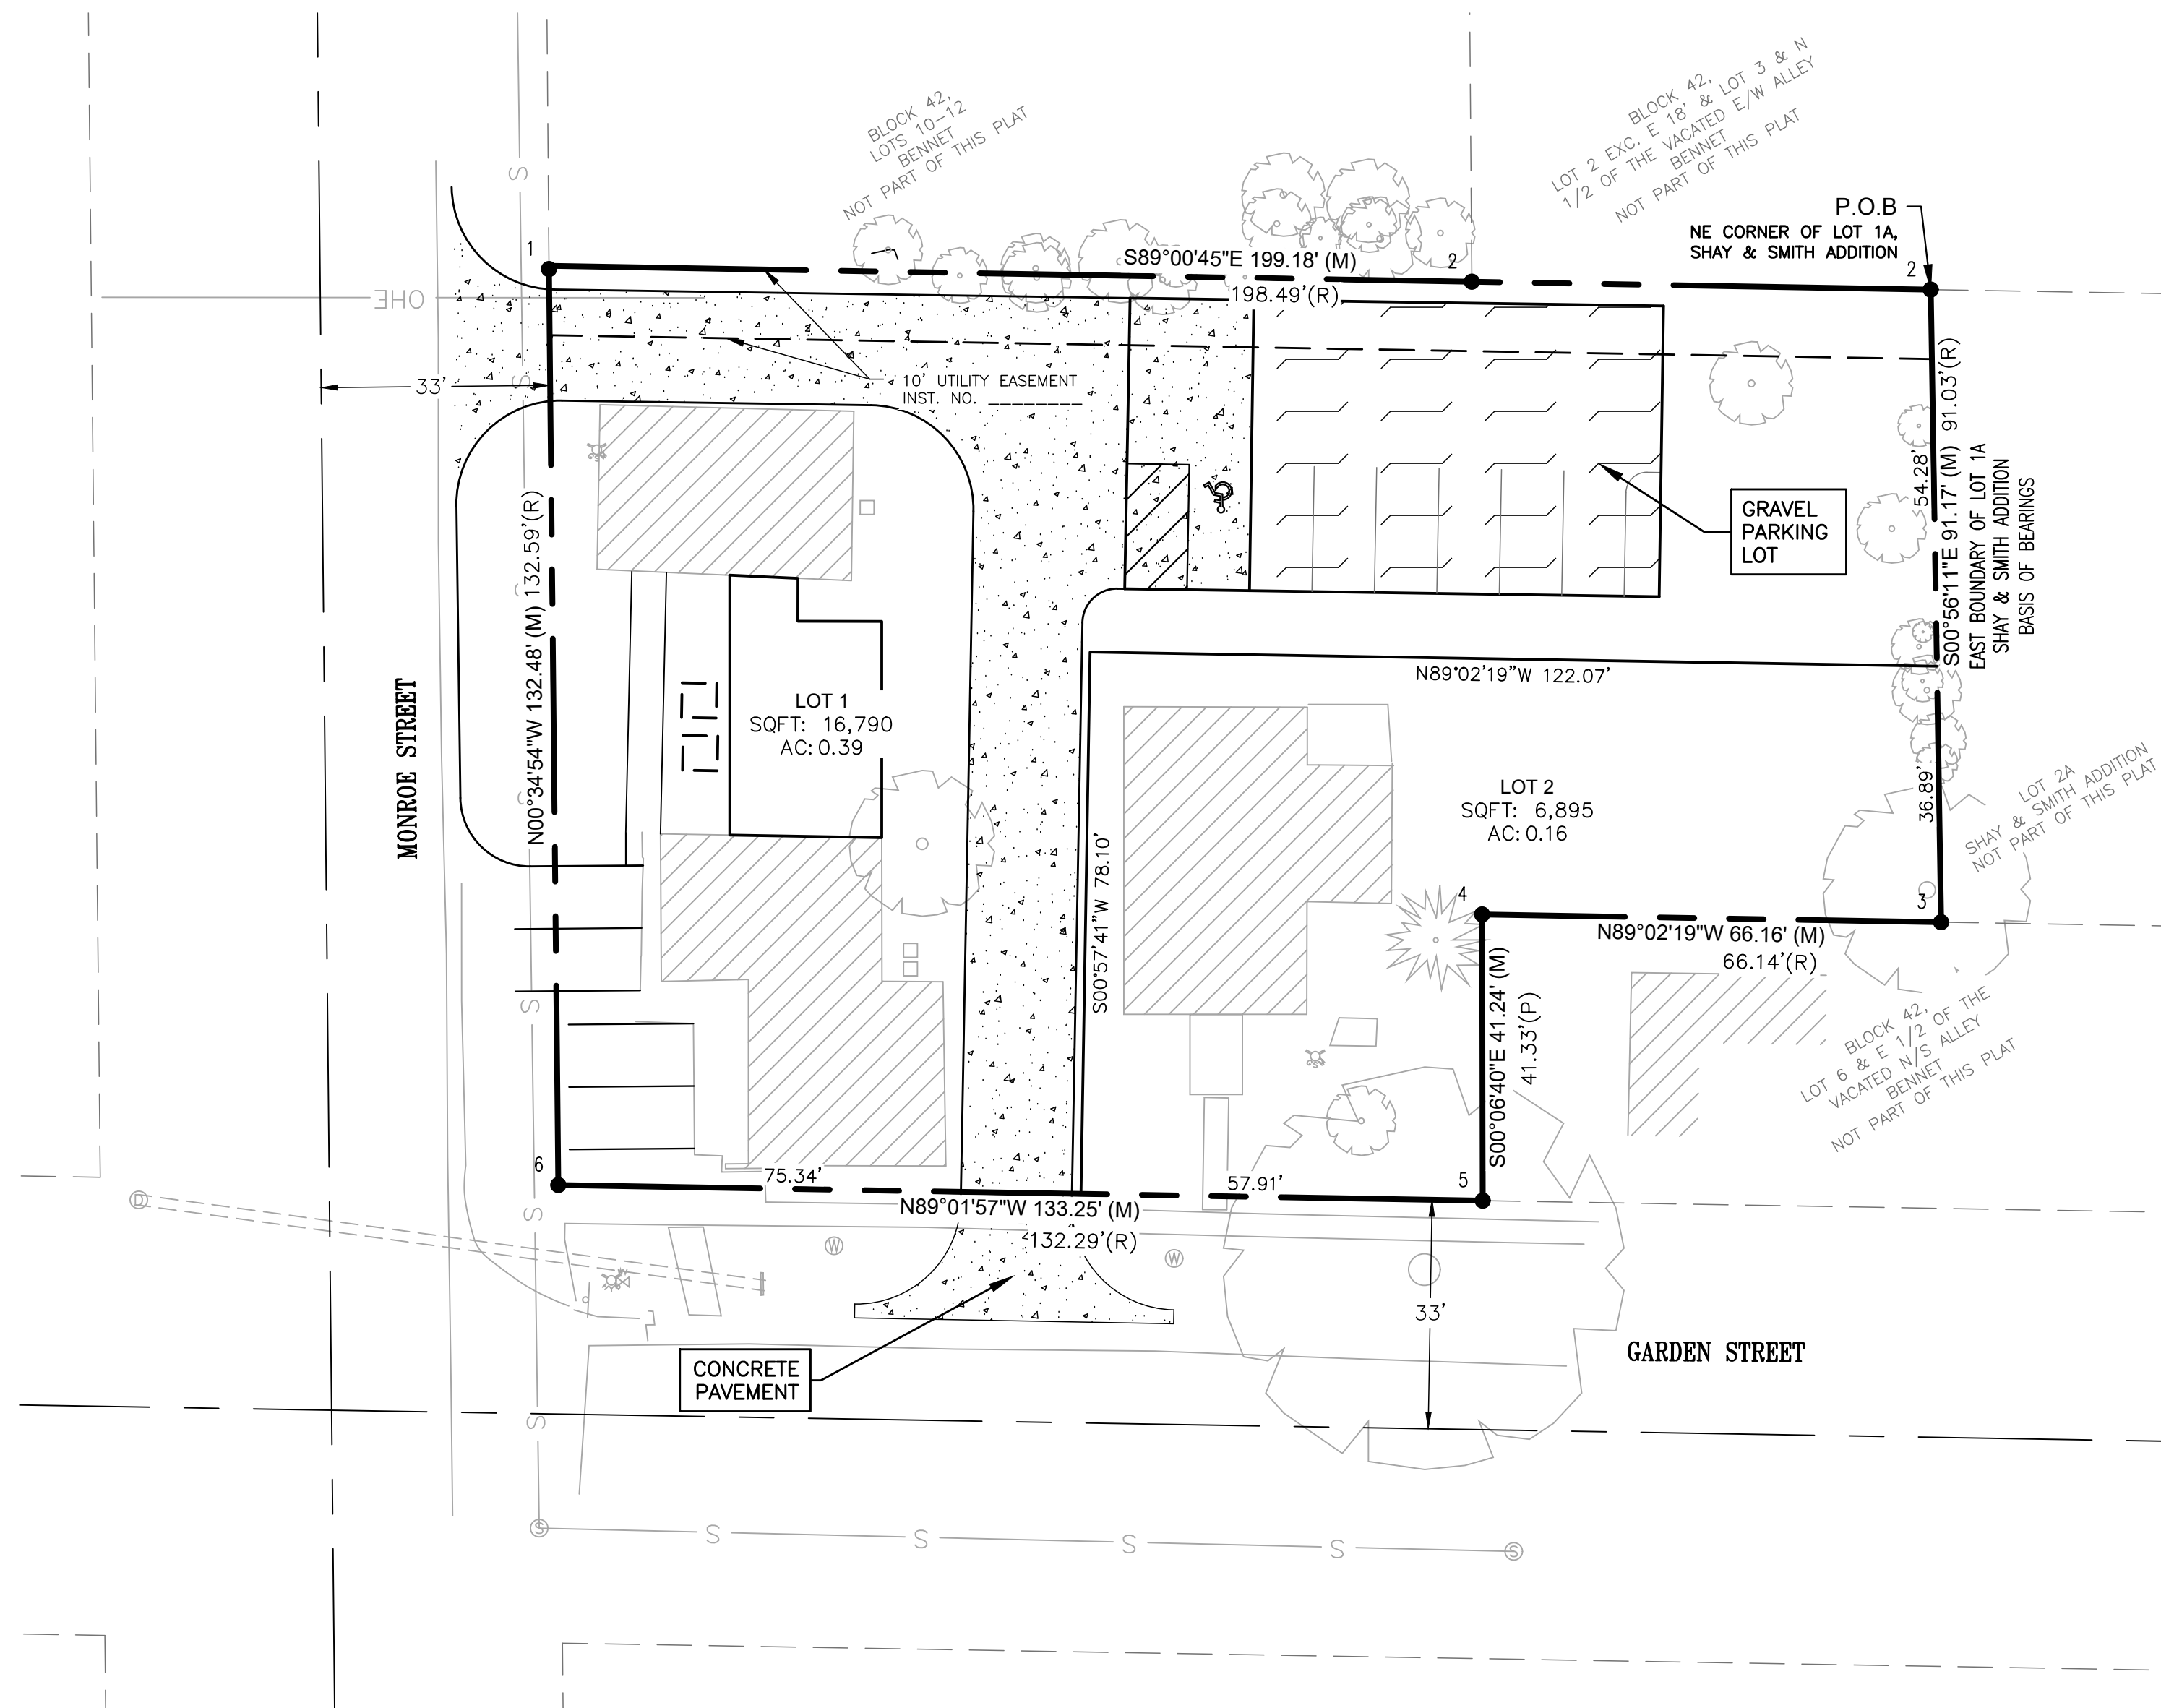 BLOCK 42,
LOTS 10-12
BENNET
NOT PART OF THIS PLAT
BLOCK 42,
LOT 2 EXC. E 18' & LOT 3 & N
1/2 OF THE VACATED E/W ALLEY
BENNET
NOT PART OF THIS PLAT
P.O.B
NE CORNER OF LOT 1A,
SHAY & SMITH ADDITION
S
1
S89°00'45"E 199.18' (M)
198.49'(R)
2
2
OHE
33'
S
10' UTILITY EASEMENT
INST. NO. ________
N00°34'54"W 132.48' (M) 132.59'(R)
GRAVEL
PARKING
LOT
S00°56'11"E 91.17' (M) 91.03'(R)
54.28'
EAST BOUNDARY OF LOT 1A
SHAY & SMITH ADDITION
BASIS OF BEARINGS
N89°02'19"W 122.07'
MONROE STREET
LOT 1
SQFT: 16,790
AC: 0.39
LOT 2
SQFT: 6,895
AC: 0.16
36.89'
LOT 2A
SHAY & SMITH ADDITION
NOT PART OF THIS PLAT
S00°57'41"W 78.10'
4
3
N89°02'19"W 66.16' (M)
66.14'(R)
S00°06'40"E 41.24' (M)
41.33'(P)
BLOCK 42,
LOT 6 & E 1/2 OF THE
VACATED N/S ALLEY
BENNET
NOT PART OF THIS PLAT
S
6
75.34'
57.91'
5
N89°01'57"W 133.25' (M)
132.29'(R)
D
S
W
W
33'
GARDEN STREET
CONCRETE
PAVEMENT
S
S
S
S
S
S
S